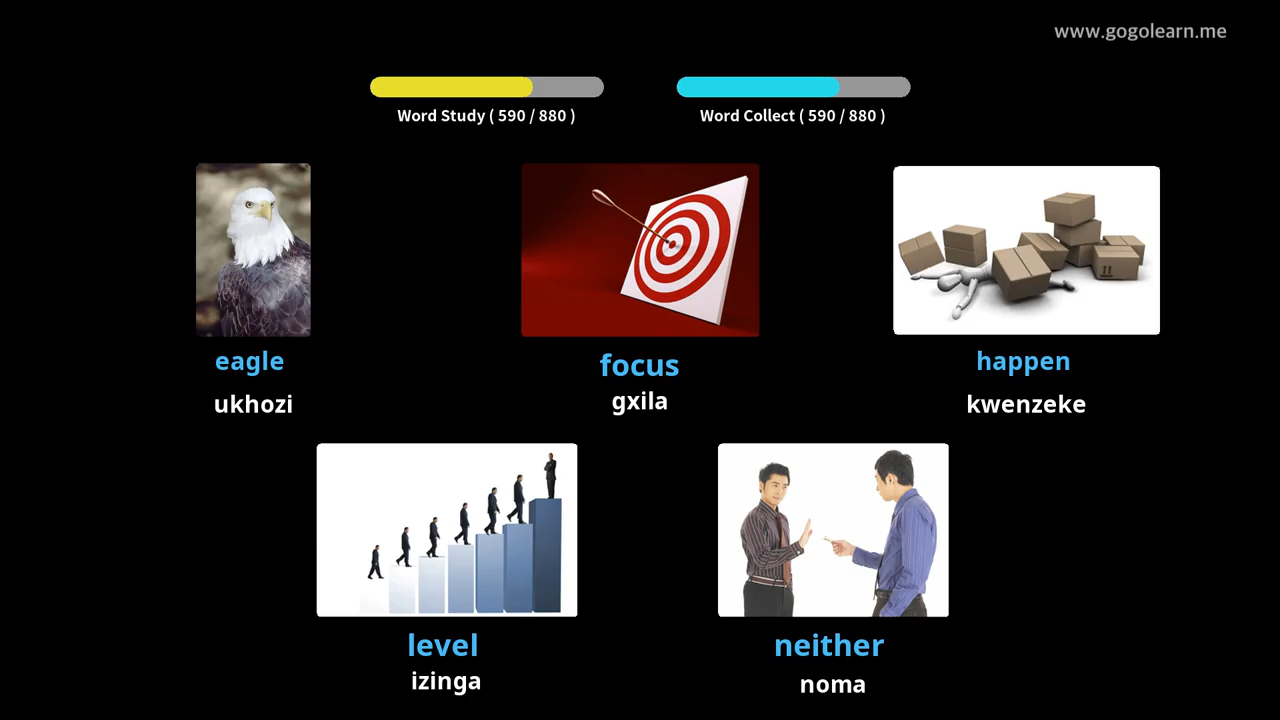 www.gogolearn.me
Word Study ( 590 / 880 )
Word Collect ( 590 / 880 )
eagle
ukhozi
focus
gxila
happen
kwenzeke
level
izinga
neither
noma